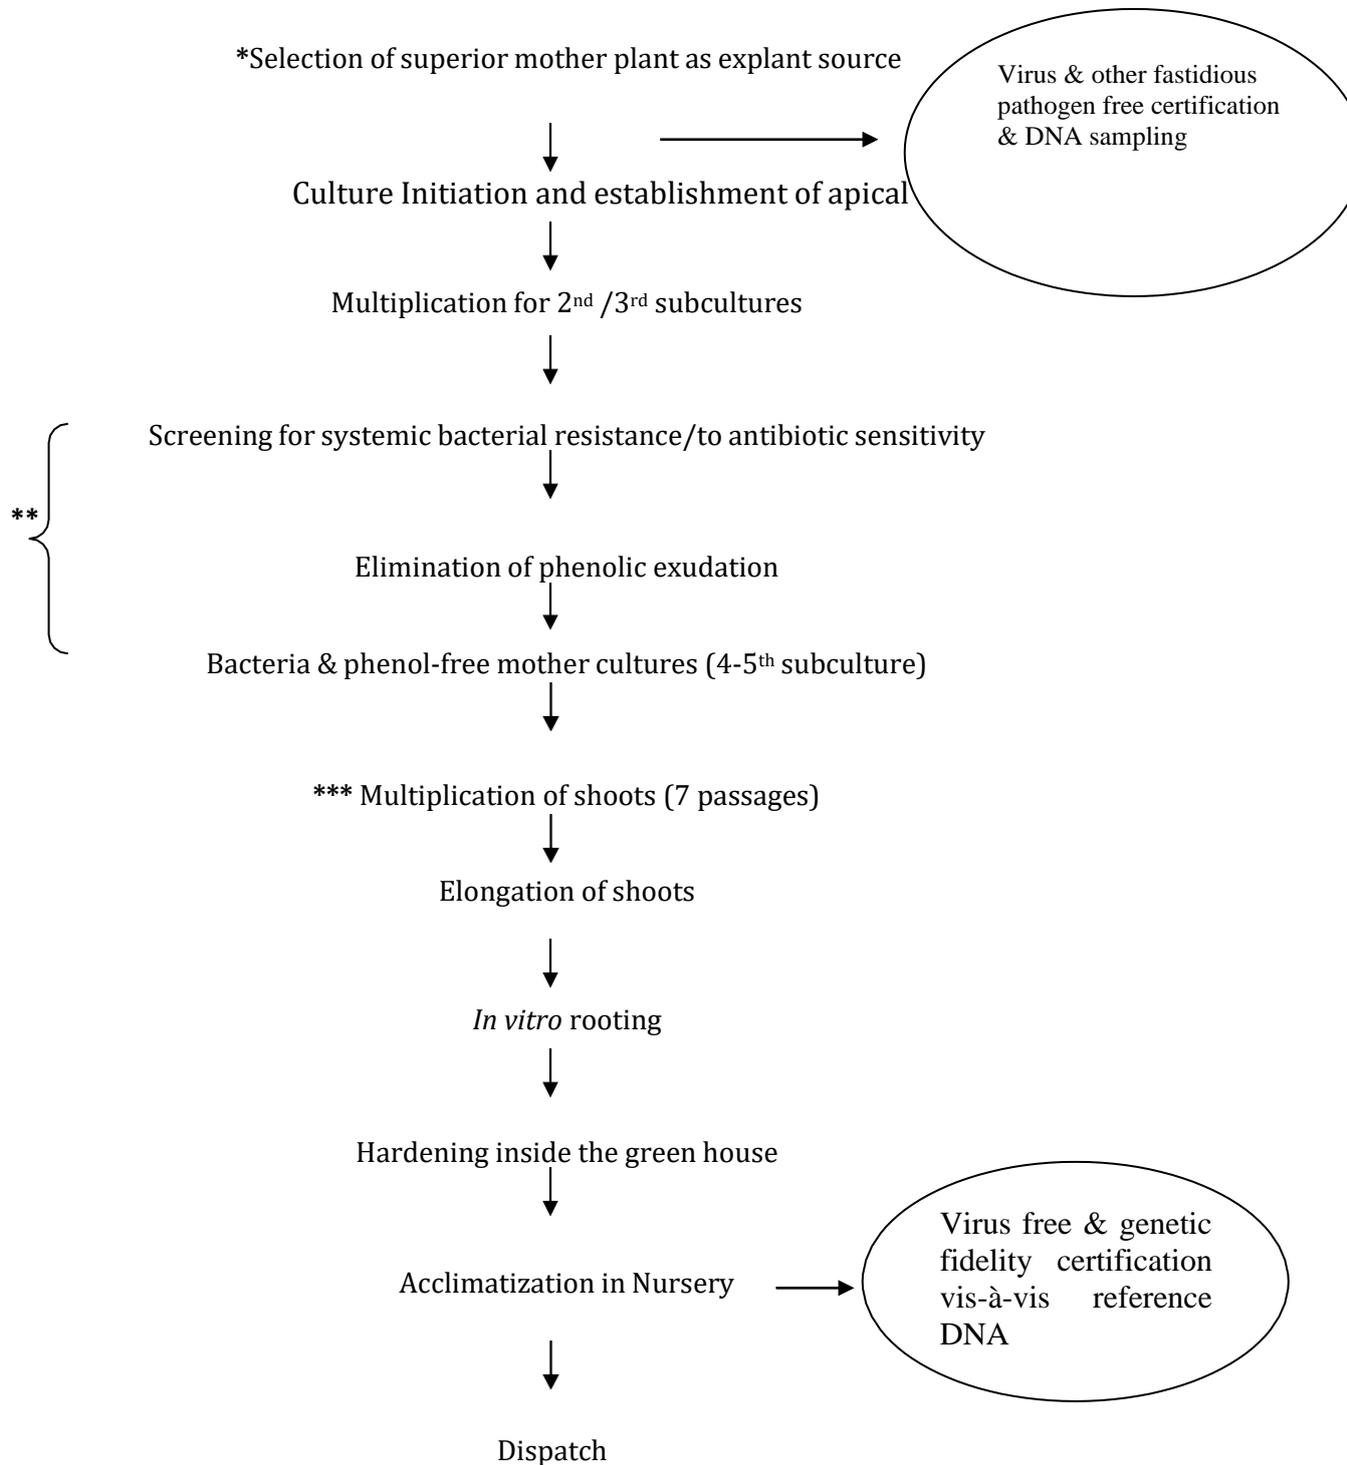 *Selection of superior mother plant as explant source
Virus & other fastidious
pathogen free certification
& DNA sampling
Culture Initiation and establishment of apical
Multiplication for 2nd /3rd subcultures
Screening for systemic bacterial resistance/to antibiotic sensitivity
**
Elimination of phenolic exudation
Bacteria & phenol-free mother cultures (4-5th subculture)
*** Multiplication of shoots (7 passages)
Elongation of shoots
In vitro rooting
Hardening inside the green house
Acclimatization in Nursery
Virus free & genetic
fidelity certification
vis-à-vis reference
DNA
Dispatch